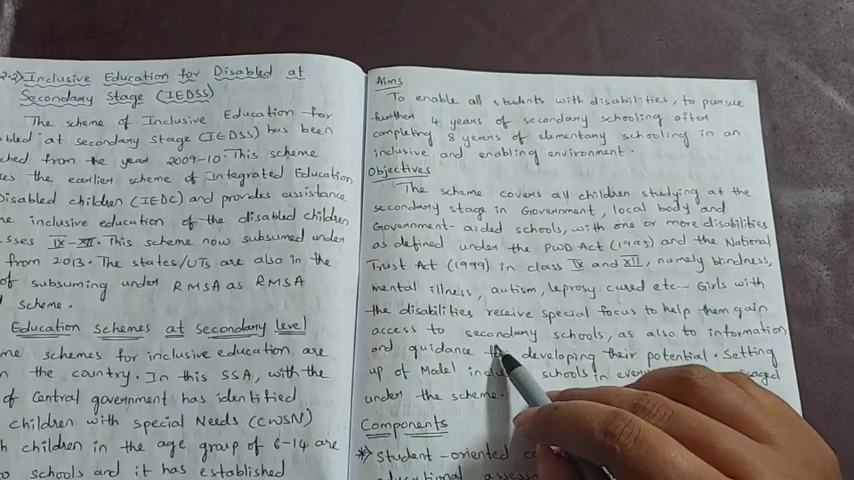 2.2) Inclusive Education for Disabled at
Secondary Stage (IEDSS)
The scheme of Inclusive Education for
bled at secondary stage (IEDSS) has been
ched from the year 2009-10. This scheme
es the earlier scheme of Integrated Education
Disabled children (IEDC) and provides assistance
he inclusive education of the disabled children
sses IX-XII. This scheme now subsumed under
from 2013. The states/UTs are also in the
of subsuming under RMSA as RMSA
scheme.
Education schemes at secondary level
me schemes for inclusive education are
n the country. In this SSA, with the
of Central government has identified
children with special Needs (CWSN)
h children in the age group of 6-14 are
o schools and it has established
Aims
To enable all students with disabilities, to pursue
further 4 years of secondary schooling after
completing 8 years of elementary schooling in an
inclusive and enabling environment.
Objectives
The scheme covers all children studying at the
secondary stage in Government, local body and
Government-aided schools, with one or more disabilities
as defined under the PWD Act (1995) and the National
Trust Act (1999) in class IX and XII, namely blindness,
mental illness, autism, leprosy cured etc-- Girls with
the disabilities receive special focus to help them gain
access to secondary schools, as also to information
and guidance developing their potential. Setting
up of Model schools in
under the scheme.
Components
*) Student-oriented